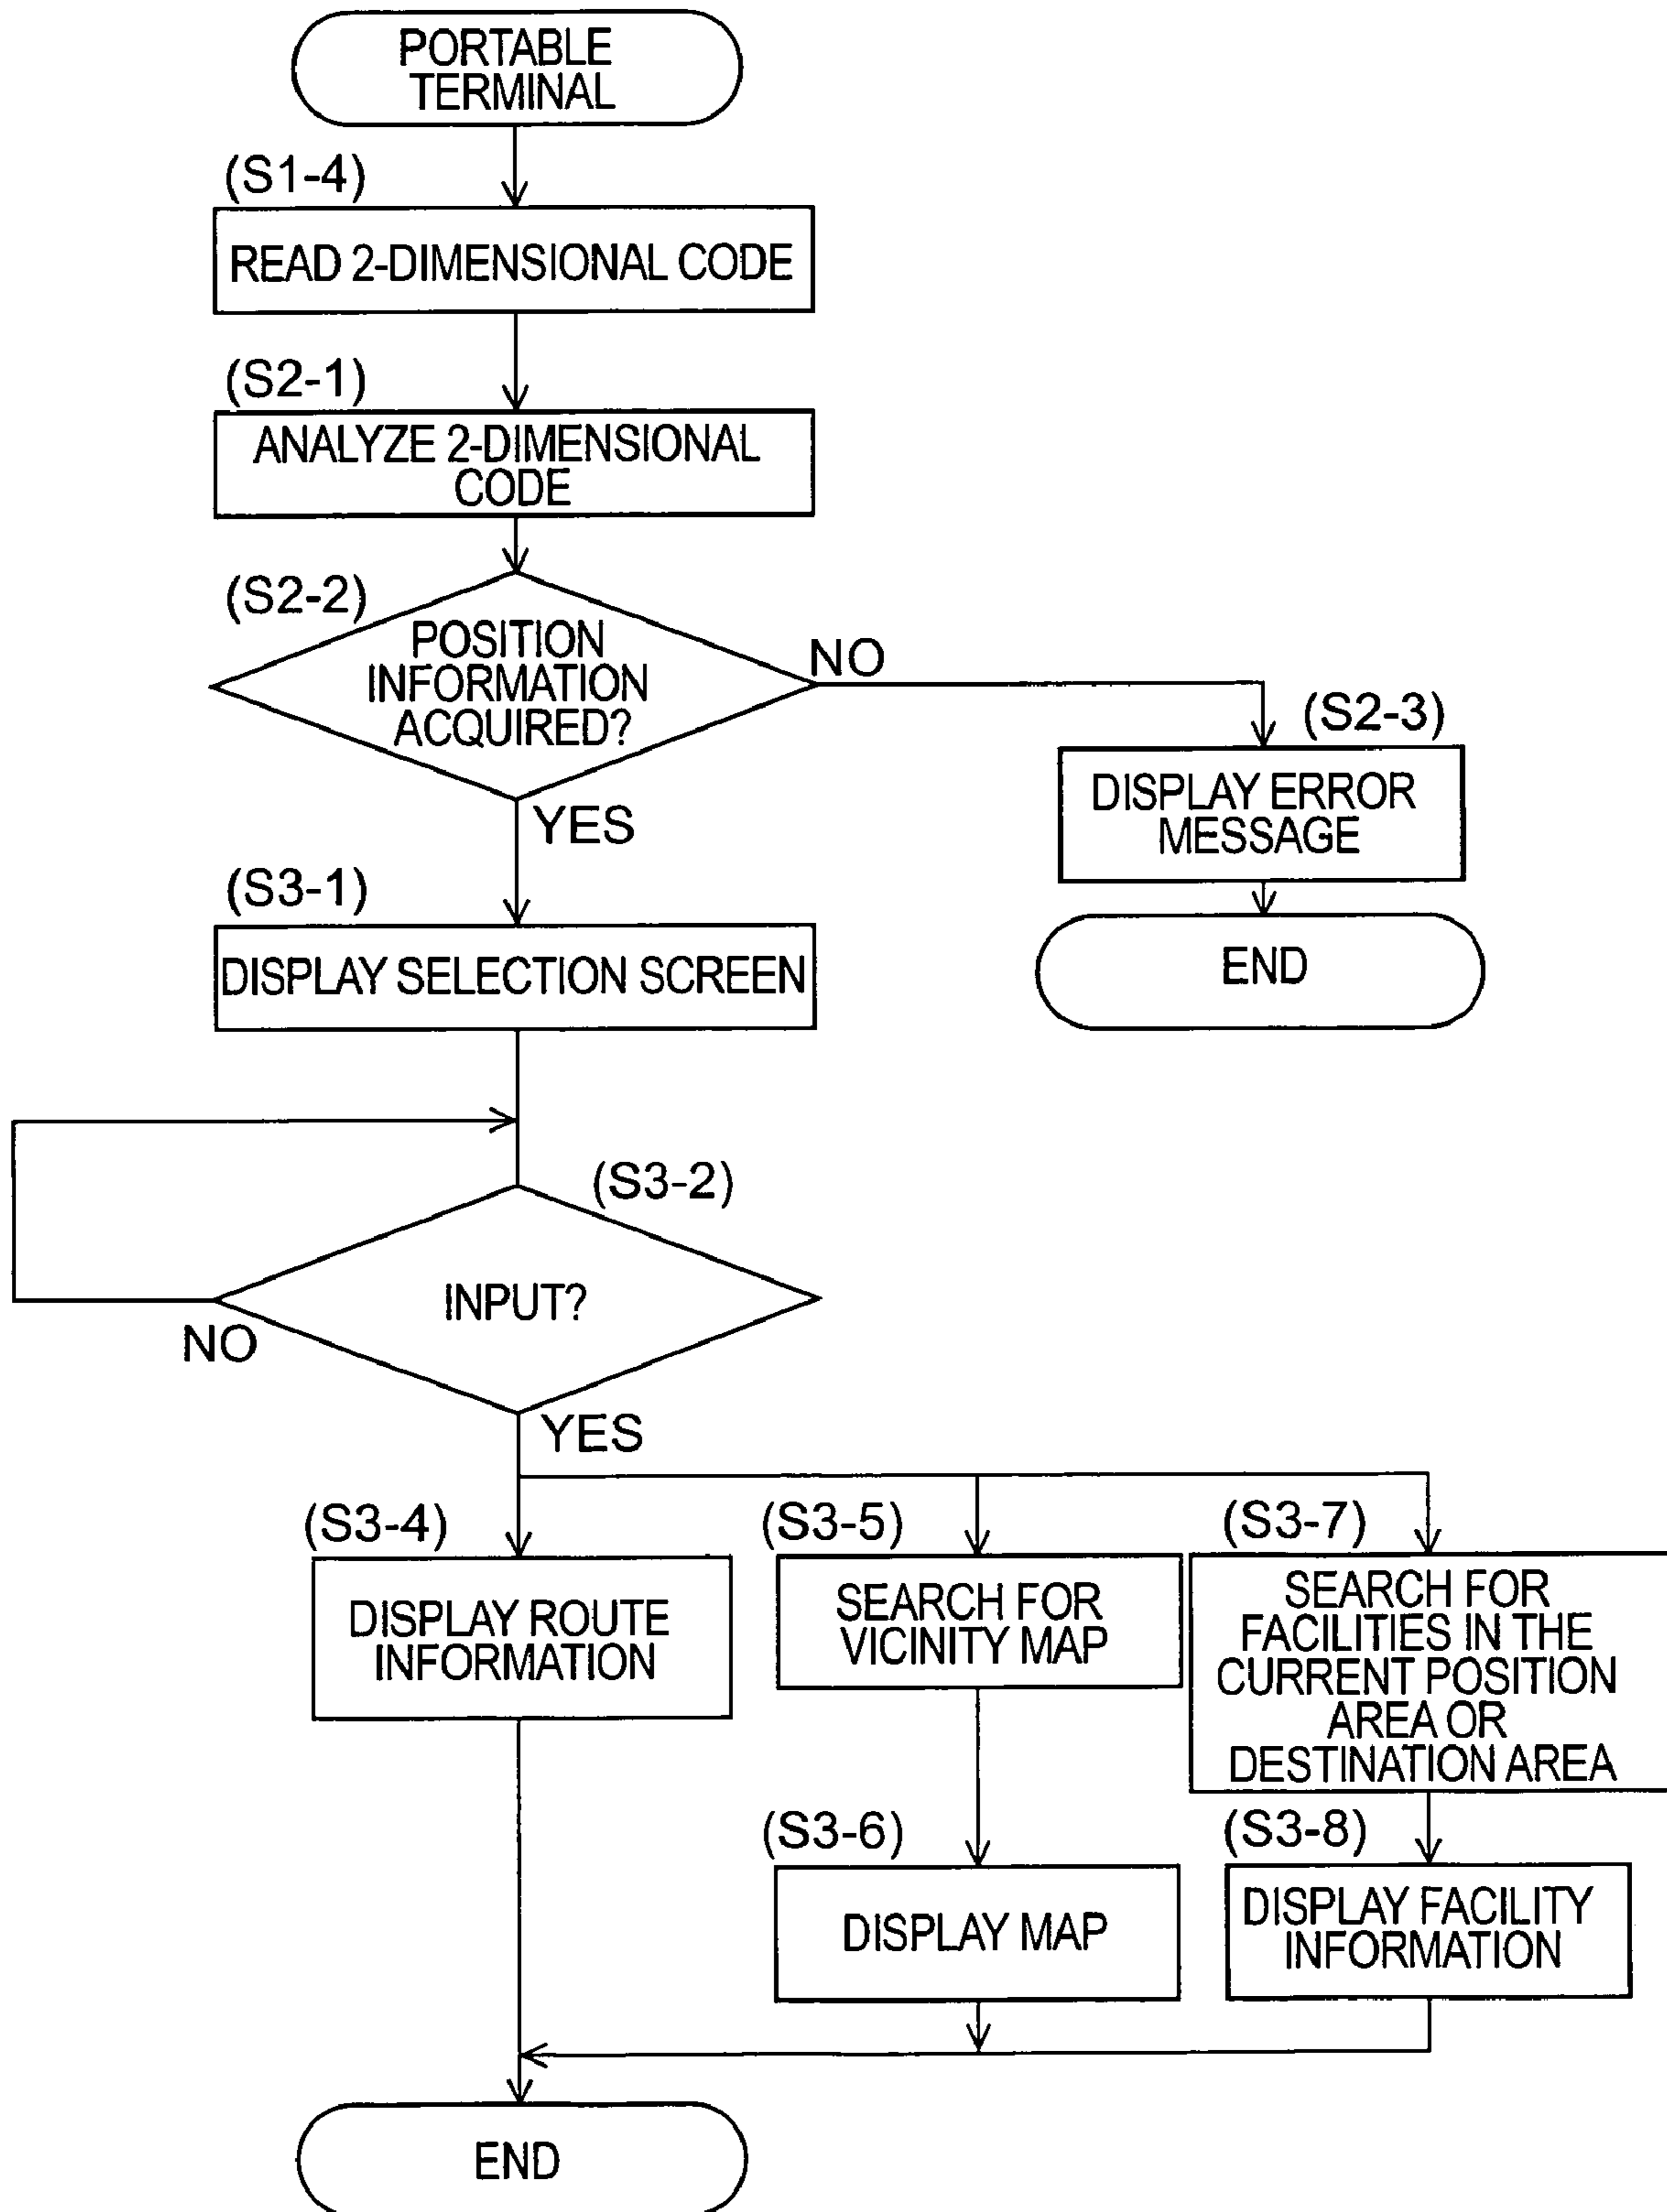 PORTABLE
TERMINAL
(S1-4)
READ 2-DIMENSIONAL CODE
(S2-1)
ANALYZE 2-DIMENSIONAL
CODE
(S2-2)
POSITION
INFORMATION
ACQUIRED?
NO
(S2-3)
DISPLAY ERROR
MESSAGE
END
YES
(S3-1)
DISPLAY SELECTION SCREEN
(S3-2)
INPUT?
NO
YES
(S3-4)
DISPLAY ROUTE
INFORMATION
(S3-5)
SEARCH FOR
VICINITY MAP
(S3-7)
SEARCH FOR
FACILITIES IN THE
CURRENT POSITION
AREA OR
DESTINATION AREA
(S3-6)
DISPLAY MAP
(S3-8)
DISPLAY FACILITY
INFORMATION
END